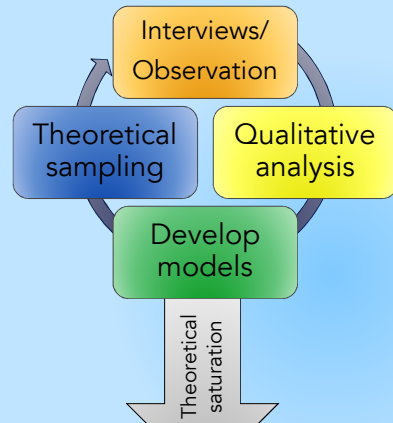 Interviews/
Observation
Theoretical
sampling
Qualitative
analysis
Develop
models
Theoretical
saturation